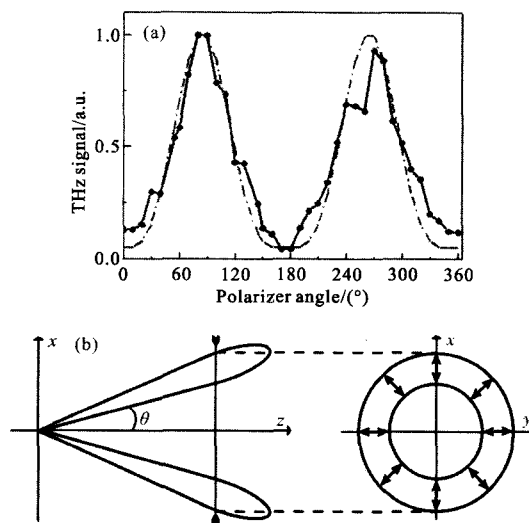 (a)
THz signal/a.u.
1.0
0.5
0.0
0 60 120 180 240 300 360
Polarizer angle/(°)
(b)
x
θ
z
x
y